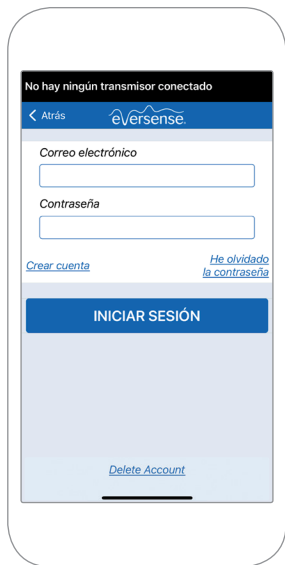 No hay ningún transmisor conectado
Atrás
eversense.
Correo electrónico
Contraseña
Crear cuenta
He olvidado
la contraseña
INICIAR SESIÓN
Delete Account